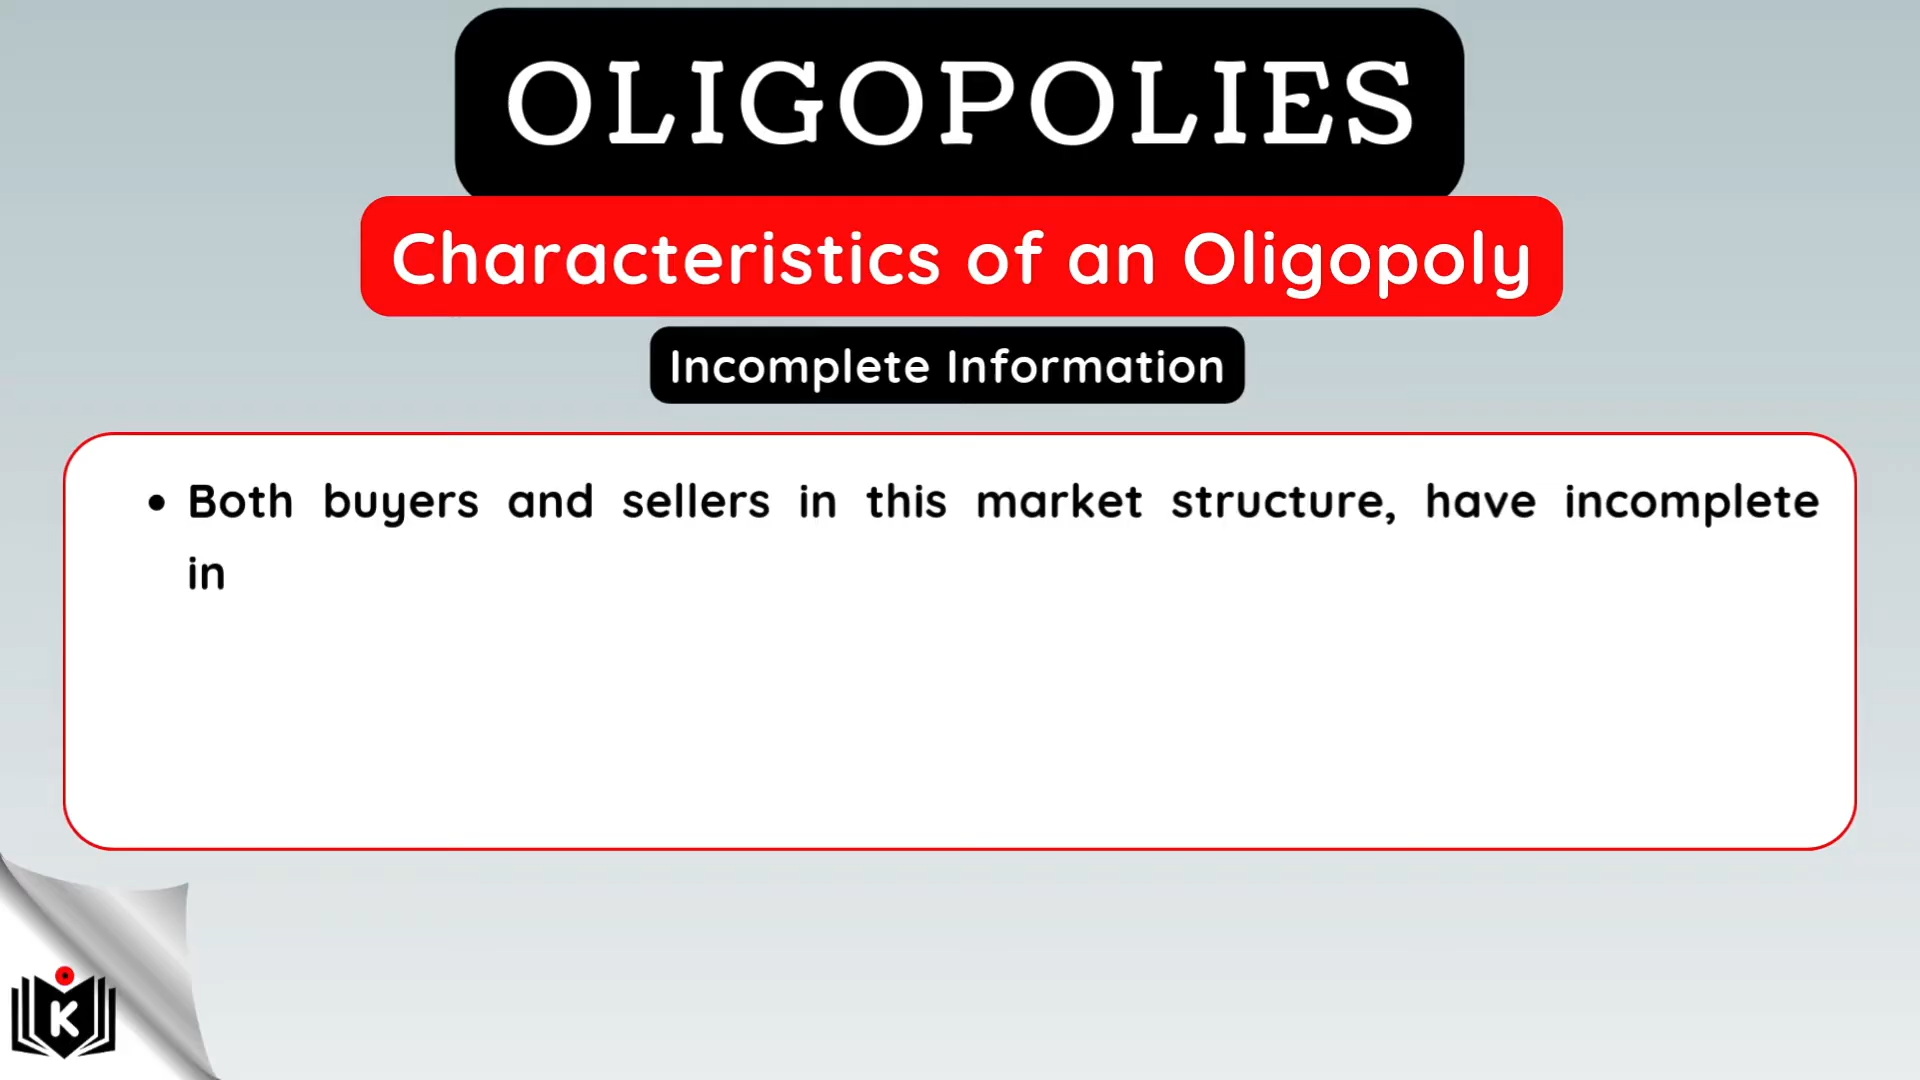 OLIGOPOLIES
Characteristics of an Oligopoly
Incomplete Information
• Both buyers and sellers in this market structure, have incomplete
in
K